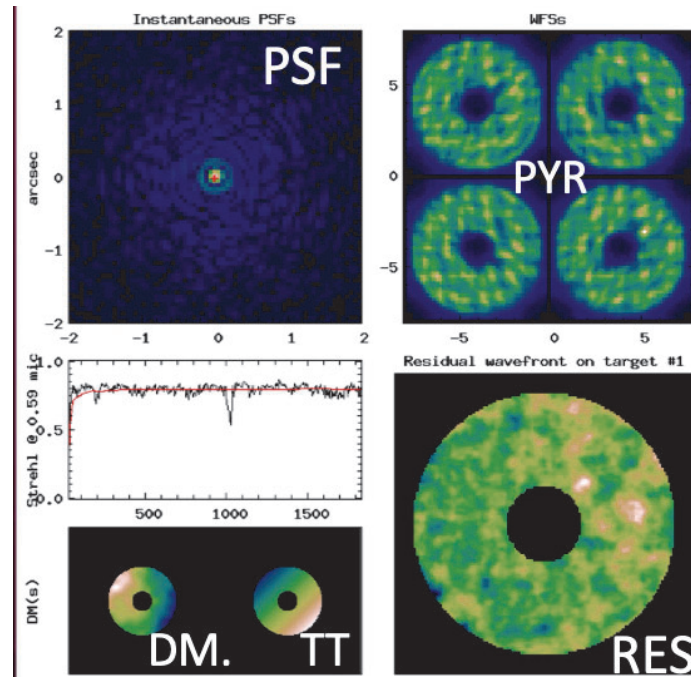 Instantaneous PSFs
WFSs
PSF
PYR
arcsec
2
1
0
-1
-2
-2 -1 0 1 2
5
0
-5
-5 0 5
Strehl @ 0.59 mic
1.0
0.5
0.0
500 1000 1500
Residual wavefront on target #1
DM(s)
DM. TT
RES